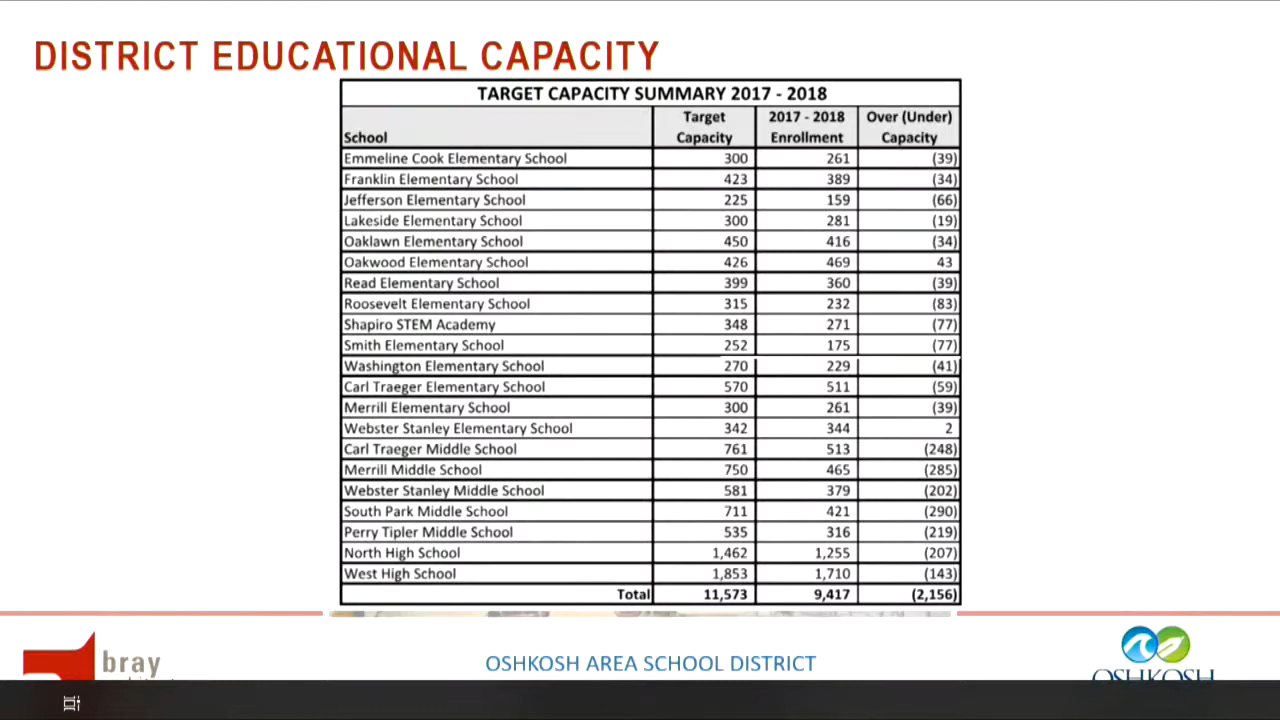 DISTRICT EDUCATIONAL CAPACITY
TARGET CAPACITY SUMMARY 2017 - 2018
School Target Capacity 2017 - 2018 Enrollment Over (Under) Capacity
Emmeline Cook Elementary School 300 261 (39)
Franklin Elementary School 423 389 (34)
Jefferson Elementary School 225 159 (66)
Lakeside Elementary School 300 281 (19)
Oaklawn Elementary School 450 416 (34)
Oakwood Elementary School 426 469 43
Read Elementary School 399 360 (39)
Roosevelt Elementary School 315 232 (83)
Shapiro STEM Academy 348 271 (77)
Smith Elementary School 252 175 (77)
Washington Elementary School 270 229 (41)
Carl Traeger Elementary School 570 511 (59)
Merrill Elementary School 300 261 (39)
Webster Stanley Elementary School 342 344 2
Carl Traeger Middle School 761 513 (248)
Merrill Middle School 750 465 (285)
Webster Stanley Middle School 581 379 (202)
South Park Middle School 711 421 (290)
Perry Tipler Middle School 535 316 (219)
North High School 1,462 1,255 (207)
West High School 1,853 1,710 (143)
Total 11,573 9,417 (2,156)
bray
OSHKOSH AREA SCHOOL DISTRICT
OSHKOSH